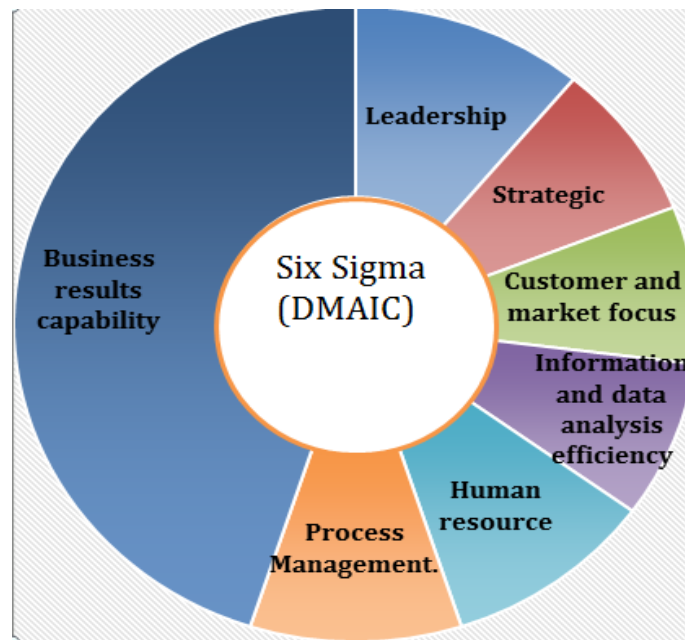 Leadership
Strategic
Customer and
market focus
Information
and data
analysis
efficiency
Human
resource
Process
Management.
Business
results
capability
Six Sigma
(DMAIC)